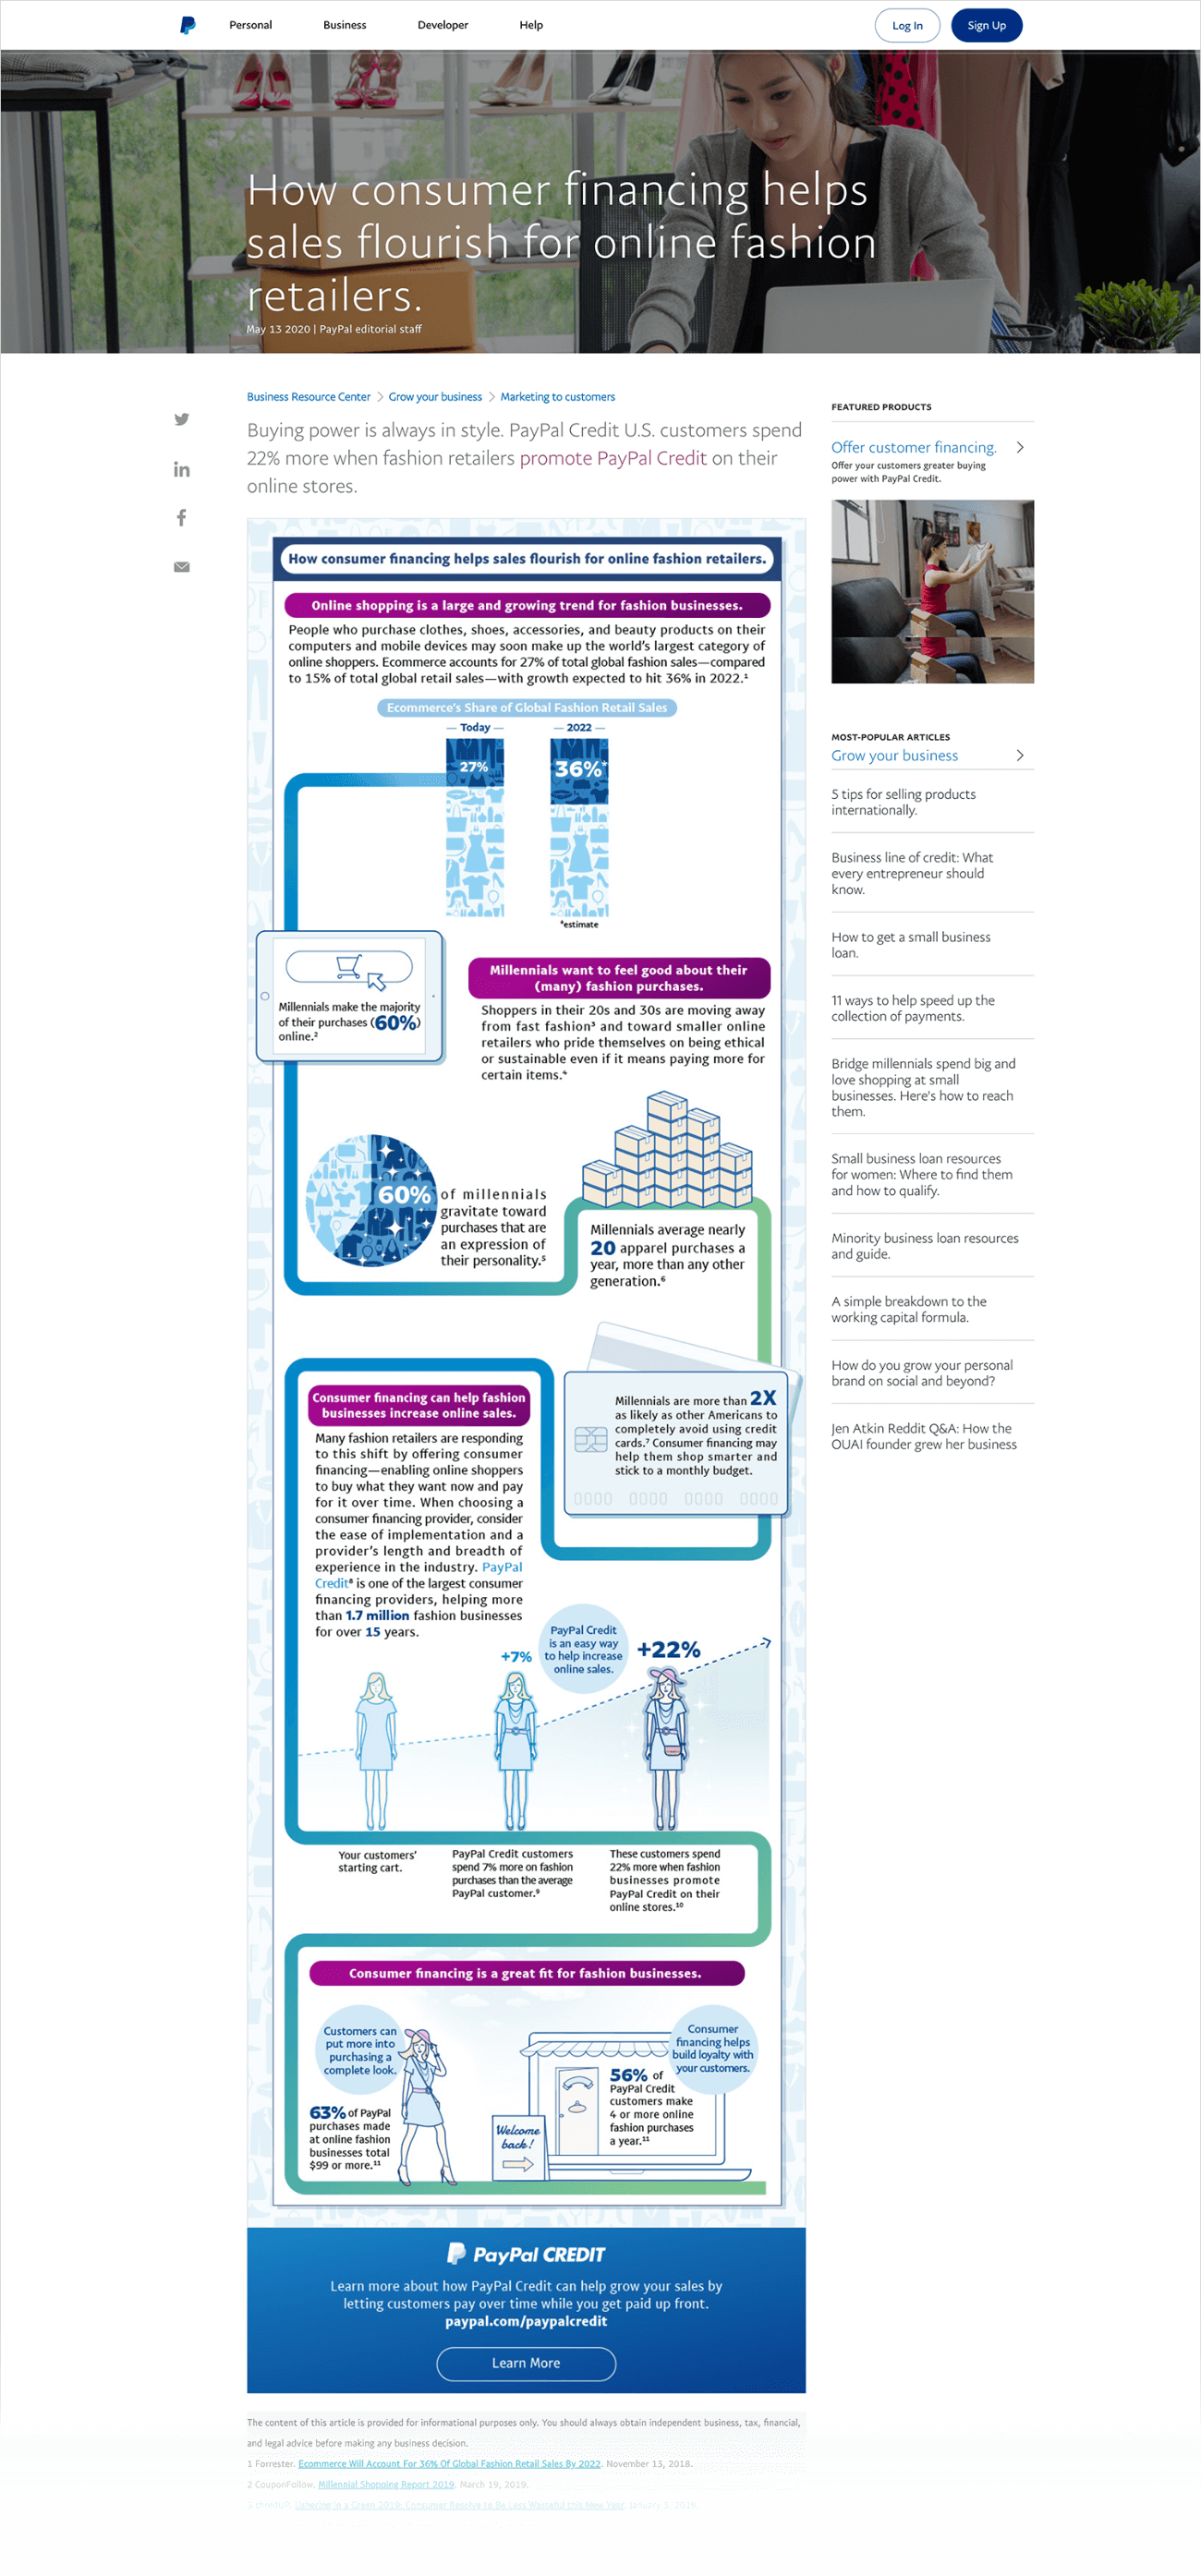 Personal
Business
Developer
Help
Log In
Sign Up
How consumer financing helps
sales flourish for online fashion
retailers.
May 13 2020 | PayPal editorial staff
Business Resource Center > Grow your business > Marketing to customers
Buying power is always in style. PayPal Credit U.S. customers spend
22% more when fashion retailers promote PayPal Credit on their
online stores.
How consumer financing helps sales flourish for online fashion retailers.
Online shopping is a large and growing trend for fashion businesses.
People who purchase clothes, shoes, accessories, and beauty products on their
computers and mobile devices may soon make up the world's largest category of
online shoppers. Ecommerce accounts for 27% of total global fashion sales—compared
to 15% of total global retail sales—with growth expected to hit 36% in 2022.¹
Ecommerce's Share of Global Fashion Retail Sales
Today
2022
27%
36%*
*estimate
Millennials make the majority
of their purchases (60%)
online.²
Millennials want to feel good about their
(many) fashion purchases.
Shoppers in their 20s and 30s are moving away
from fast fashion³ and toward smaller online
retailers who pride themselves on being ethical
or sustainable even if it means paying more for
certain items.⁴
60% of millennials
gravitate toward
purchases that are
an expression of
their personality.⁵
Millennials average nearly
20 apparel purchases a
year, more than any other
generation.⁶
Consumer financing can help fashion
businesses increase online sales.
Many fashion retailers are responding
to this shift by offering consumer
financing—enabling online shoppers
to buy what they want now and pay
for it over time. When choosing a
consumer financing provider, consider
the ease of implementation and a
provider's length and breadth of
experience in the industry. PayPal
Credit⁸ is one of the largest consumer
financing providers, helping more
than 1.7 million fashion businesses
for over 15 years.
Millennials are more than 2X
as likely as other Americans to
completely avoid using credit
cards.⁷ Consumer financing may
help them shop smarter and
stick to a monthly budget.
0000 0000 0000 0000
+7%
PayPal Credit
is an easy way
to help increase
online sales.
+22%
Your customers'
starting cart.
PayPal Credit customers
spend 7% more on fashion
purchases than the average
PayPal customer.⁹
These customers spend
22% more when fashion
businesses promote
PayPal Credit on their
online stores.¹⁰
Consumer financing is a great fit for fashion businesses.
Customers can
put more into
purchasing a
complete look.
63% of PayPal
purchases made
at online fashion
businesses total
$99 or more.¹¹
Welcome
back!
Consumer
financing helps
build loyalty with
your customers.
56% of
PayPal Credit
customers make
4 or more online
fashion purchases
a year.¹¹
PayPal CREDIT
Learn more about how PayPal Credit can help grow your sales by
letting customers pay over time while you get paid up front.
paypal.com/paypalcredit
Learn More
The content of this article is provided for informational purposes only. You should always obtain independent business, tax, financial,
and legal advice before making any business decision.
1 Forrester. Ecommerce Will Account For 36% Of Global Fashion Retail Sales By 2022. November 13, 2018.
2 CouponFollow. Millennial Shopping Report 2019. March 19, 2019.
3 thredUP. Ushering in a Green 2019: Consumer Resolve to Be Less Wasteful this New Year. January 3, 2019.
FEATURED PRODUCTS
Offer customer financing.
Offer your customers greater buying
power with PayPal Credit.
MOST-POPULAR ARTICLES
Grow your business
5 tips for selling products
internationally.
Business line of credit: What
every entrepreneur should
know.
How to get a small business
loan.
11 ways to help speed up the
collection of payments.
Bridge millennials spend big and
love shopping at small
businesses. Here's how to reach
them.
Small business loan resources
for women: Where to find them
and how to qualify.
Minority business loan resources
and guide.
A simple breakdown to the
working capital formula.
How do you grow your personal
brand on social and beyond?
Jen Atkin Reddit Q&A: How the
OUAI founder grew her business